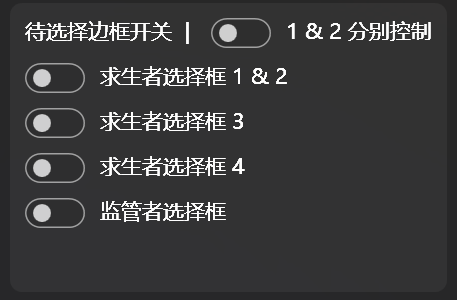 待选择边框开关 | 1 & 2 分别控制
求生者选择框 1 & 2
求生者选择框 3
求生者选择框 4
监管者选择框